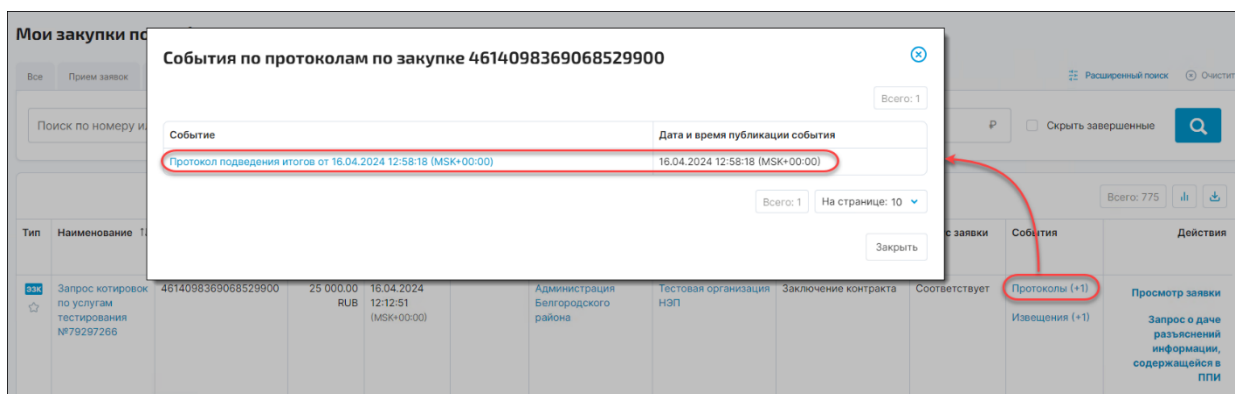 Мои закупки по
События по протоколам по закупке 4614098369068529900
Все
Прием заявок
Расширенный поиск
Очистит
Всего: 1
Поиск по номеру и
₽
Скрыть завершенные
Событие
Дата и время публикации события
Протокол подведения итогов от 16.04.2024 12:58:18 (MSK+00:00)
16.04.2024 12:58:18 (MSK+00:00)
Всего: 1
На странице: 10
Всего: 775
Закрыть
Тип
Наименование
с заявки
События
Действия
ЭЗК
Запрос котировок
по услугам
тестирования
№79297266
4614098369068529900
25 000.00
RUB
16.04.2024
12:12:51
(MSK+00:00)
Администрация
Белгородского
района
Тестовая организация
НЭП
Заключение контракта
Соответствует
Протоколы (+1)
Извещения (+1)
Просмотр заявки
Запрос о даче
разъяснений
информации,
содержащейся в
ППИ